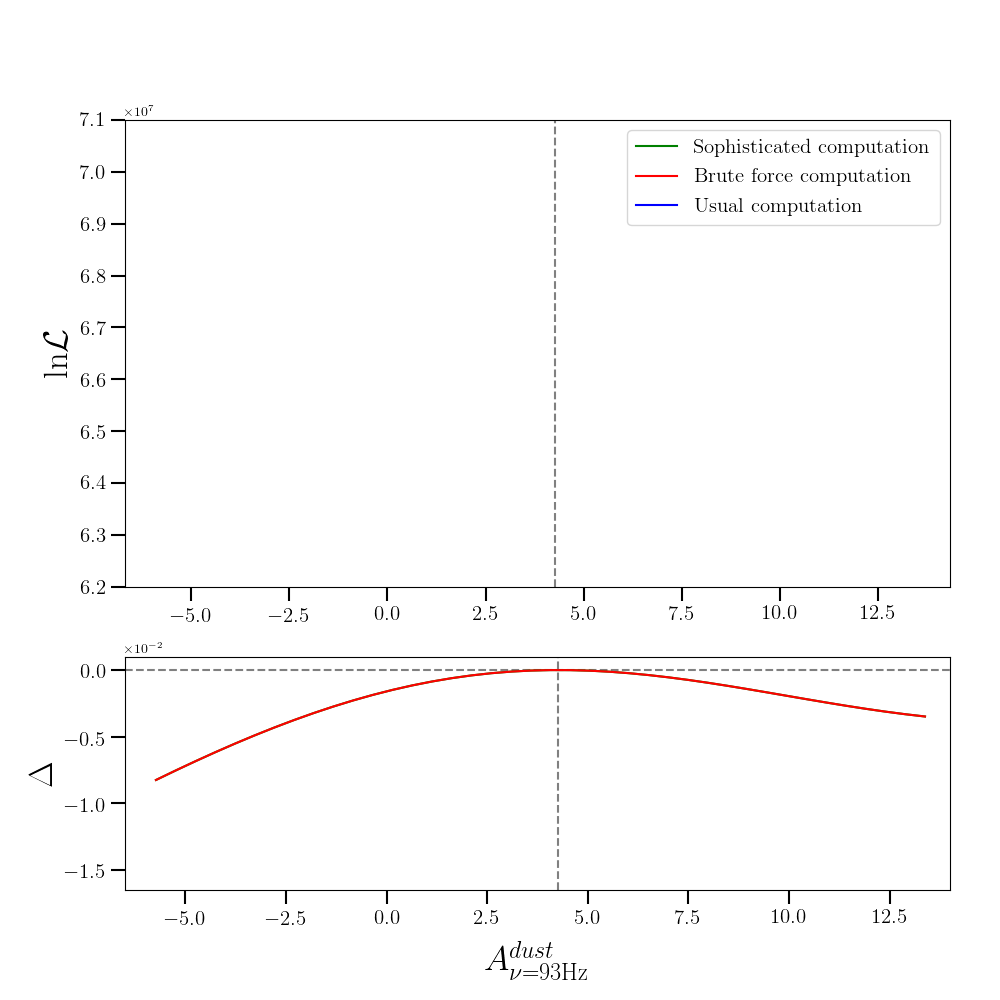 ×10⁷
7.1
7.0
6.9
6.8
6.7
6.6
6.5
6.4
6.3
6.2
lnℒ
Sophisticated computation
Brute force computation
Usual computation
−5.0 −2.5 0.0 2.5 5.0 7.5 10.0 12.5
×10⁻²
0.0
−0.5
−1.0
−1.5
Δ
−5.0 −2.5 0.0 2.5 5.0 7.5 10.0 12.5
A^{dust}_{ν=93Hz}